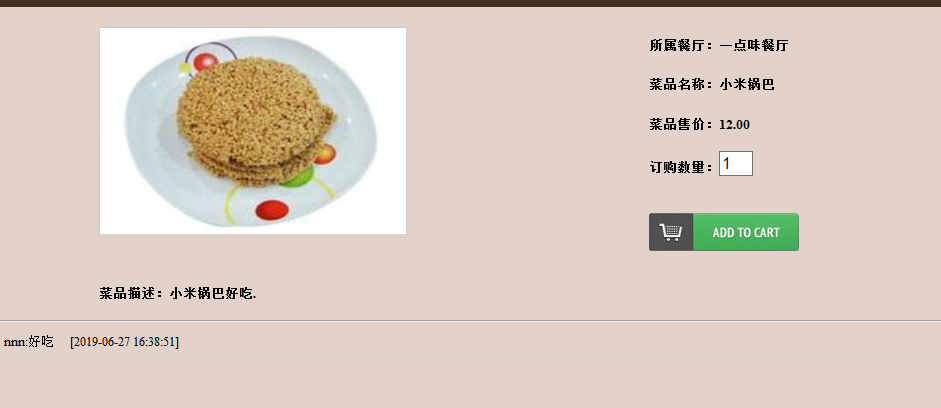 所属餐厅：一点味餐厅
菜品名称：小米锅巴
菜品售价：12.00
订购数量：1
ADD TO CART
菜品描述：小米锅巴好吃.
nnn:好吃 [2019-06-27 16:38:51]